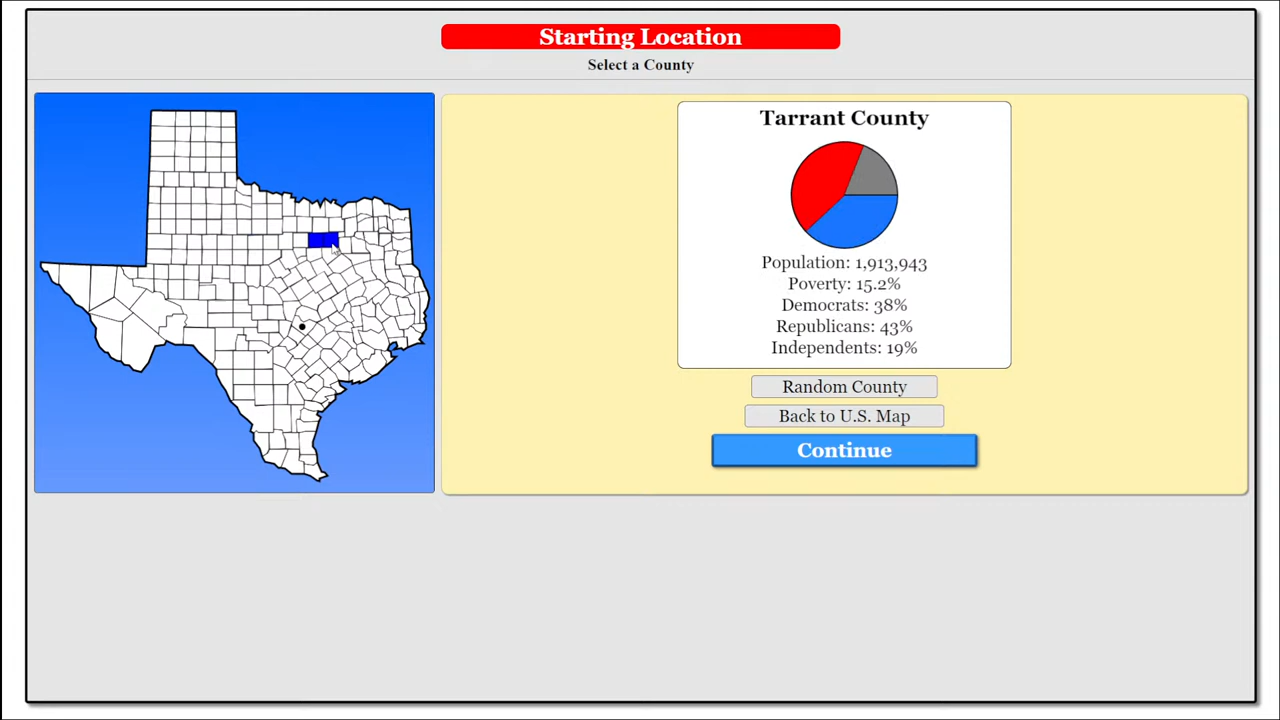 Starting Location
Select a County
Tarrant County
Population: 1,913,943
Poverty: 15.2%
Democrats: 38%
Republicans: 43%
Independents: 19%
Random County
Back to U.S. Map
Continue